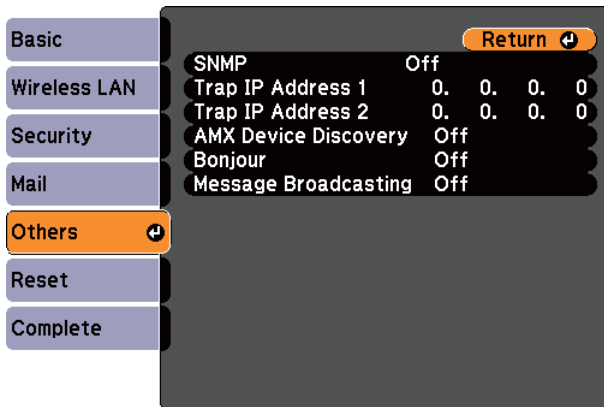 Basic
Wireless LAN
Security
Mail
Others
Reset
Complete
Return
SNMP Off
Trap IP Address 1 0. 0. 0. 0
Trap IP Address 2 0. 0. 0. 0
AMX Device Discovery Off
Bonjour Off
Message Broadcasting Off